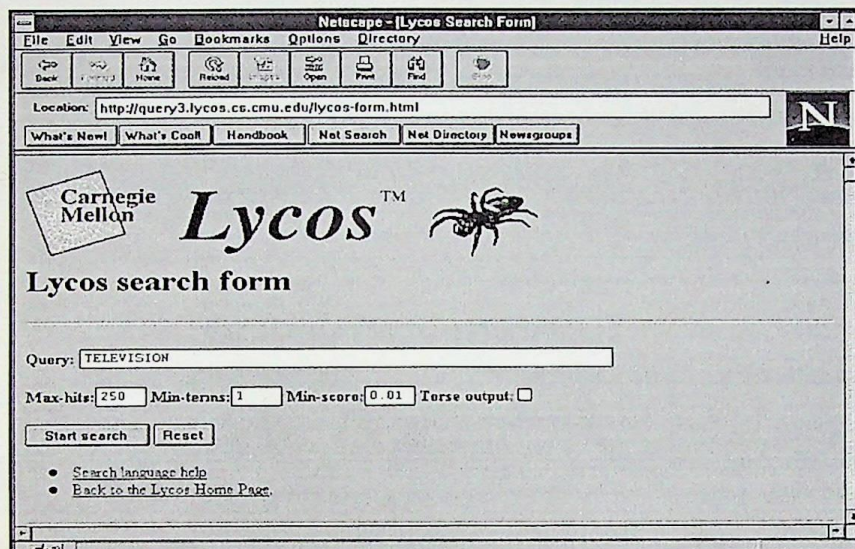 Netscape - [Lycos Search Form]
File Edit View Go Bookmarks Options Directory Help
Back Forward Home Reload Images Open Print Find Stop
Location: http://query3.lycos.cs.cmu.edu/lycos-form.html
What's New! What's Cool! Handbook Net Search Net Directory Newsgroups
N
Carnegie
Mellon
Lycos™
Lycos search form
Query: TELEVISION
Max-hits: 250 Min-terms: 1 Min-score: 0.01 Terse output:
Start search Reset
Search language help
Back to the Lycos Home Page.